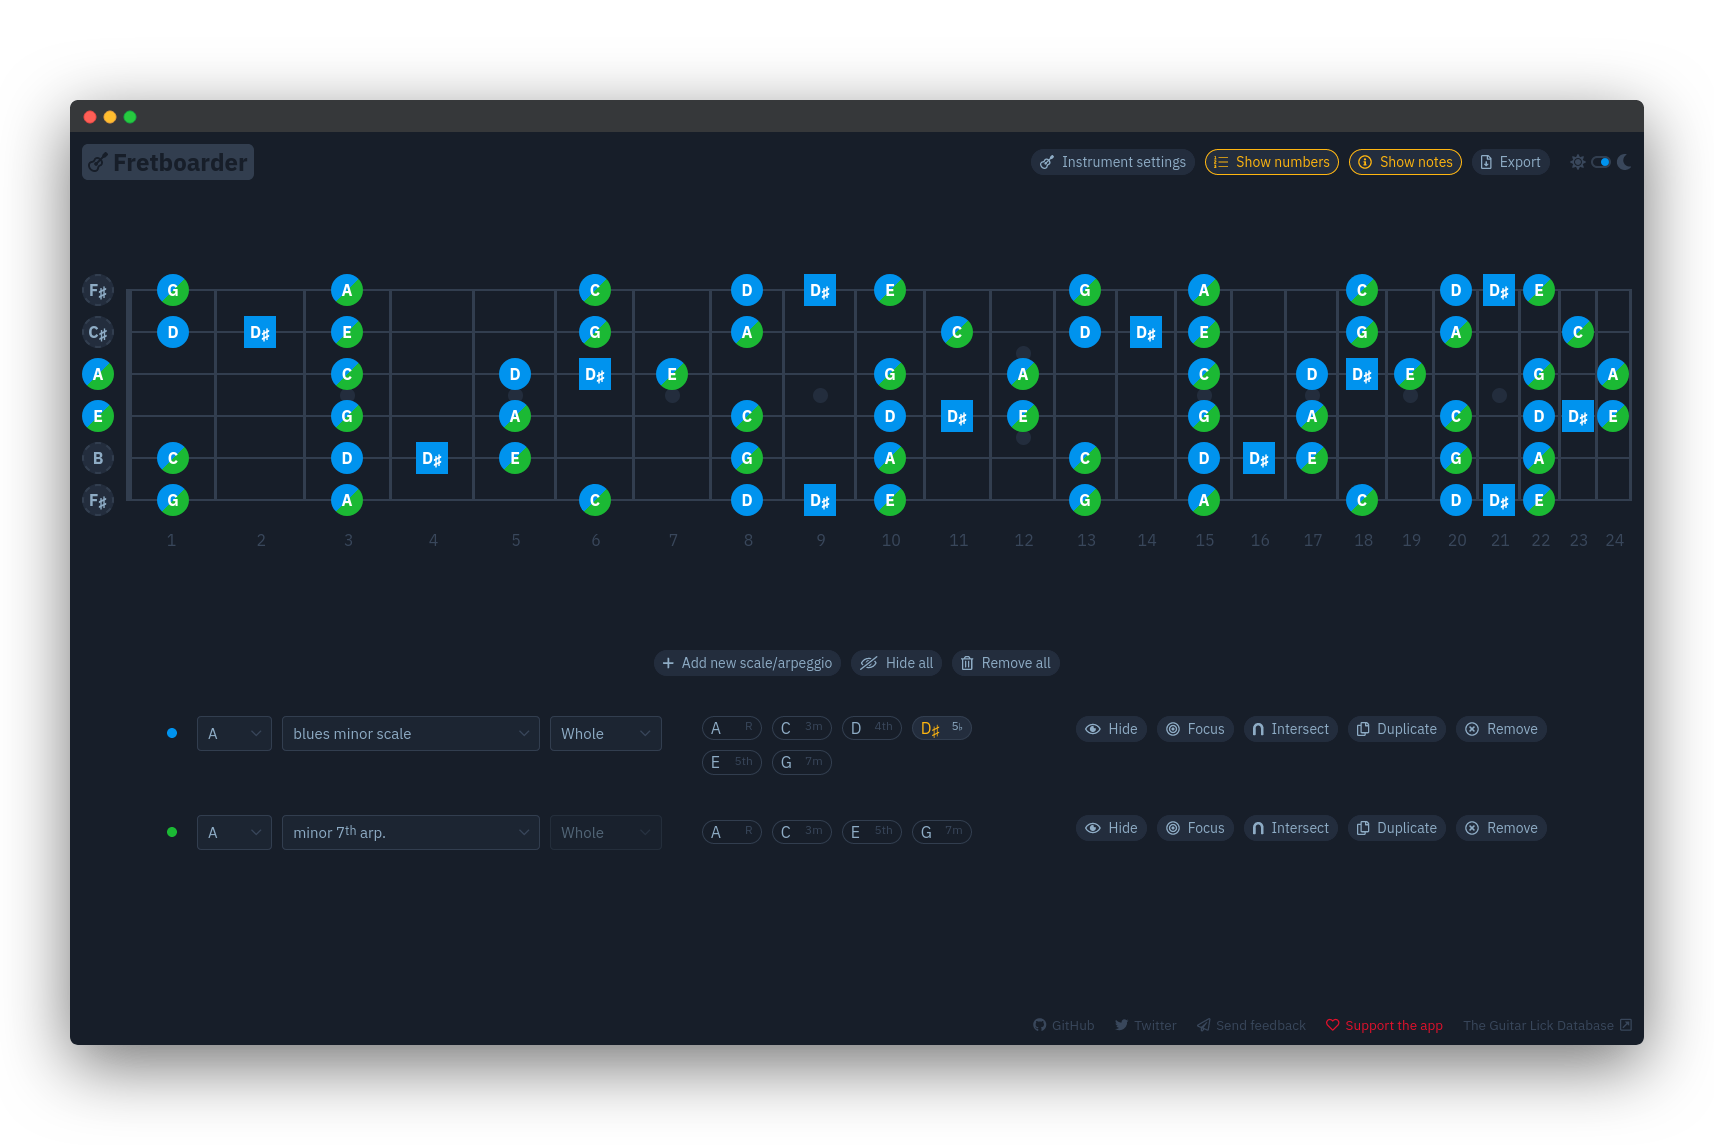 Fretboarder
Instrument settings Show numbers Show notes Export
F♯ G A C D D♯ E G A C D D♯ E
C♯ D D♯ E G A C D D♯ E G A C
A C D D♯ E G A C D D♯ E G A
E G A C D D♯ E G A C D D♯ E
B C D D♯ E G A C D D♯ E G A
F♯ G A C D D♯ E G A C D D♯ E
1 2 3 4 5 6 7 8 9 10 11 12 13 14 15 16 17 18 19 20 21 22 23 24
Add new scale/arpeggio Hide all Remove all
A blues minor scale Whole A R C 3m D 4th D♯ 5♭ Hide Focus Intersect Duplicate Remove
E 5th G 7m
A minor 7th arp. Whole A R C 3m E 5th G 7m Hide Focus Intersect Duplicate Remove
GitHub Twitter Send feedback Support the app The Guitar Lick Database